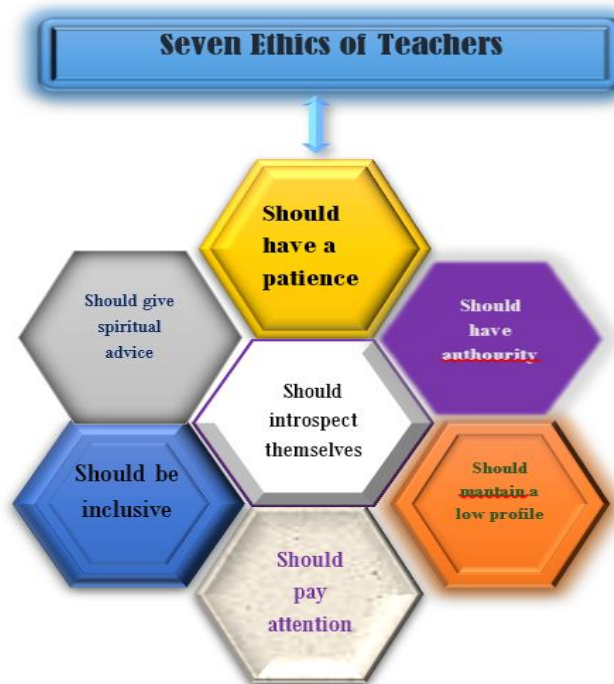 Seven Ethics of Teachers
Should
have a
patience
Should give
spiritual
advice
Should
have
authourity
Should
introspect
themselves
Should be
inclusive
Should
mantain a
low profile
Should
pay
attention